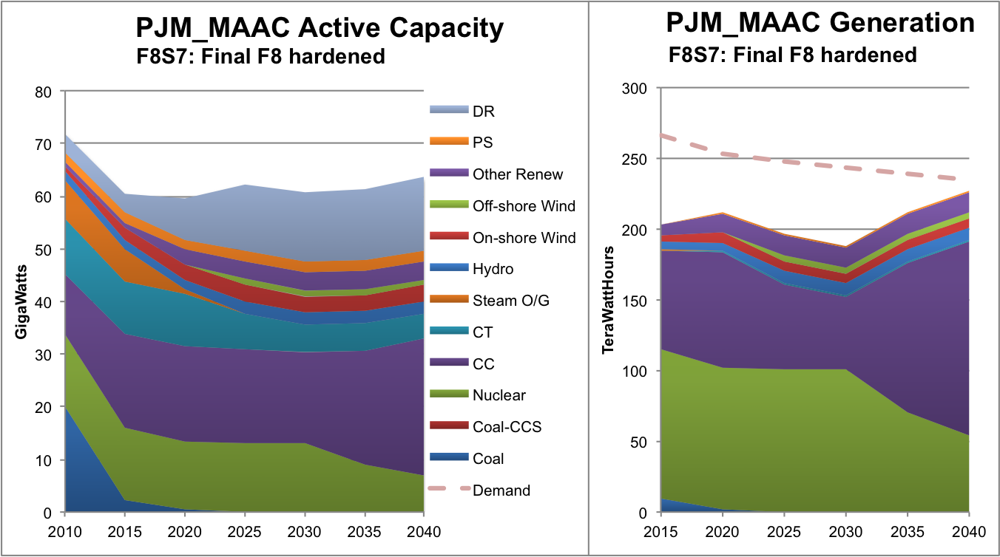 PJM_MAAC Active Capacity
F8S7: Final F8 hardened
GigaWatts
80
70
60
50
40
30
20
10
0
2010 2015 2020 2025 2030 2035 2040
DR
PS
Other Renew
Off-shore Wind
On-shore Wind
Hydro
Steam O/G
CT
CC
Nuclear
Coal-CCS
Coal
Demand
PJM_MAAC Generation
F8S7: Final F8 hardened
TeraWattHours
300
250
200
150
100
50
0
2015 2020 2025 2030 2035 2040